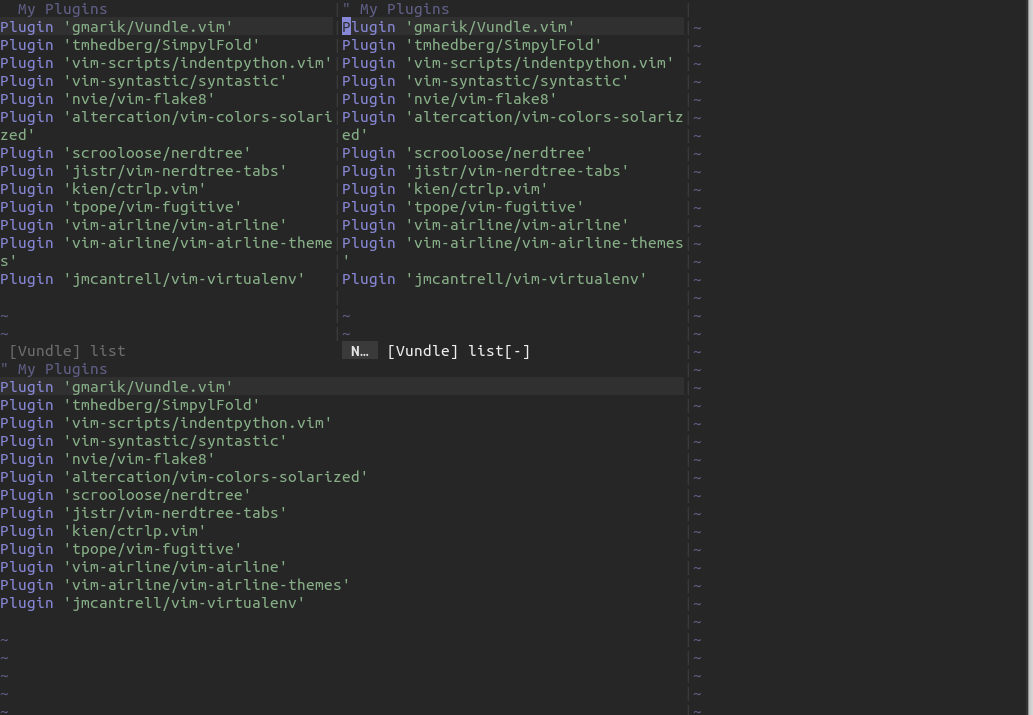 My Plugins
Plugin 'gmarik/Vundle.vim'
Plugin 'tmhedberg/SimpylFold'
Plugin 'vim-scripts/indentpython.vim'
Plugin 'vim-syntastic/syntastic'
Plugin 'nvie/vim-flake8'
Plugin 'altercation/vim-colors-solari
zed'
Plugin 'scrooloose/nerdtree'
Plugin 'jistr/vim-nerdtree-tabs'
Plugin 'kien/ctrlp.vim'
Plugin 'tpope/vim-fugitive'
Plugin 'vim-airline/vim-airline'
Plugin 'vim-airline/vim-airline-theme
s'
Plugin 'jmcantrell/vim-virtualenv'
~
~
[Vundle] list
" My Plugins
Plugin 'gmarik/Vundle.vim'
Plugin 'tmhedberg/SimpylFold'
Plugin 'vim-scripts/indentpython.vim'
Plugin 'vim-syntastic/syntastic'
Plugin 'nvie/vim-flake8'
Plugin 'altercation/vim-colors-solariz
ed'
Plugin 'scrooloose/nerdtree'
Plugin 'jistr/vim-nerdtree-tabs'
Plugin 'kien/ctrlp.vim'
Plugin 'tpope/vim-fugitive'
Plugin 'vim-airline/vim-airline'
Plugin 'vim-airline/vim-airline-themes
'
Plugin 'jmcantrell/vim-virtualenv'
~
~
N… [Vundle] list[-]
" My Plugins
Plugin 'gmarik/Vundle.vim'
Plugin 'tmhedberg/SimpylFold'
Plugin 'vim-scripts/indentpython.vim'
Plugin 'vim-syntastic/syntastic'
Plugin 'nvie/vim-flake8'
Plugin 'altercation/vim-colors-solarized'
Plugin 'scrooloose/nerdtree'
Plugin 'jistr/vim-nerdtree-tabs'
Plugin 'kien/ctrlp.vim'
Plugin 'tpope/vim-fugitive'
Plugin 'vim-airline/vim-airline'
Plugin 'vim-airline/vim-airline-themes'
Plugin 'jmcantrell/vim-virtualenv'
~
~
~
~
~